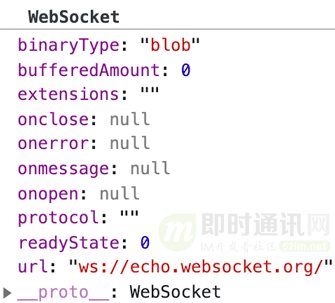 WebSocket
binaryType: "blob"
bufferedAmount: 0
extensions: ""
onclose: null
onerror: null
onmessage: null
onopen: null
protocol: ""
readyState: 0
url: "ws://echo.websocket.org/"
__proto__: WebSocket
即时通讯网
IM开发者社区 52im.net